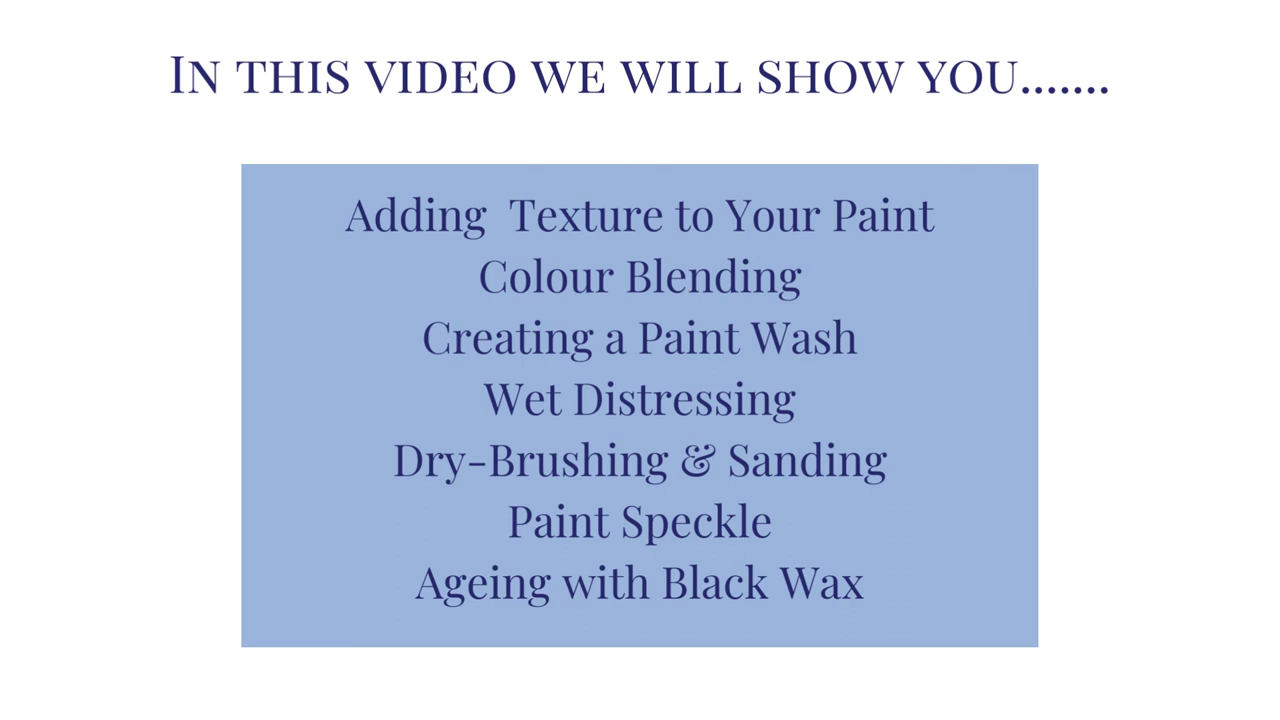 In this video we will show you.......
Adding Texture to Your Paint
Colour Blending
Creating a Paint Wash
Wet Distressing
Dry-Brushing & Sanding
Paint Speckle
Ageing with Black Wax